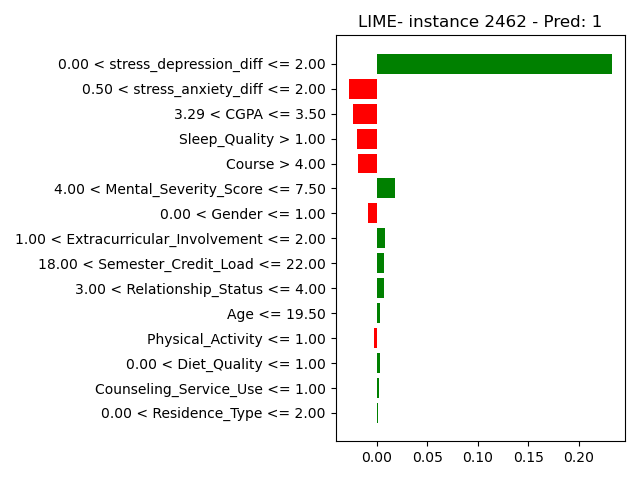 LIME- instance 2462 - Pred: 1
0.00 < stress_depression_diff <= 2.00
0.50 < stress_anxiety_diff <= 2.00
3.29 < CGPA <= 3.50
Sleep_Quality > 1.00
Course > 4.00
4.00 < Mental_Severity_Score <= 7.50
0.00 < Gender <= 1.00
1.00 < Extracurricular_Involvement <= 2.00
18.00 < Semester_Credit_Load <= 22.00
3.00 < Relationship_Status <= 4.00
Age <= 19.50
Physical_Activity <= 1.00
0.00 < Diet_Quality <= 1.00
Counseling_Service_Use <= 1.00
0.00 < Residence_Type <= 2.00
0.00 0.05 0.10 0.15 0.20